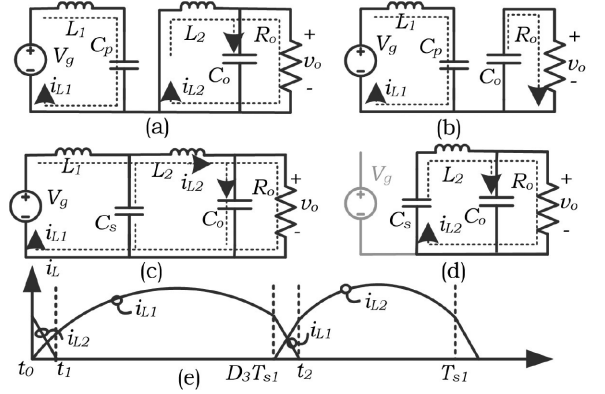 L1 Vg Cp iL1 L2 Ro Co iL2 + vo -
(a)
L1 Vg Cp iL1 Ro Co + vo -
(b)
L1 Vg Cs iL1 L2 iL2 Ro Co + vo -
(c)
Vg L2 Cs iL2 Ro Co + vo -
(d)
iL
iL2 iL1 iL1 iL2
t0 t1 D3Ts1 t2 Ts1
(e)